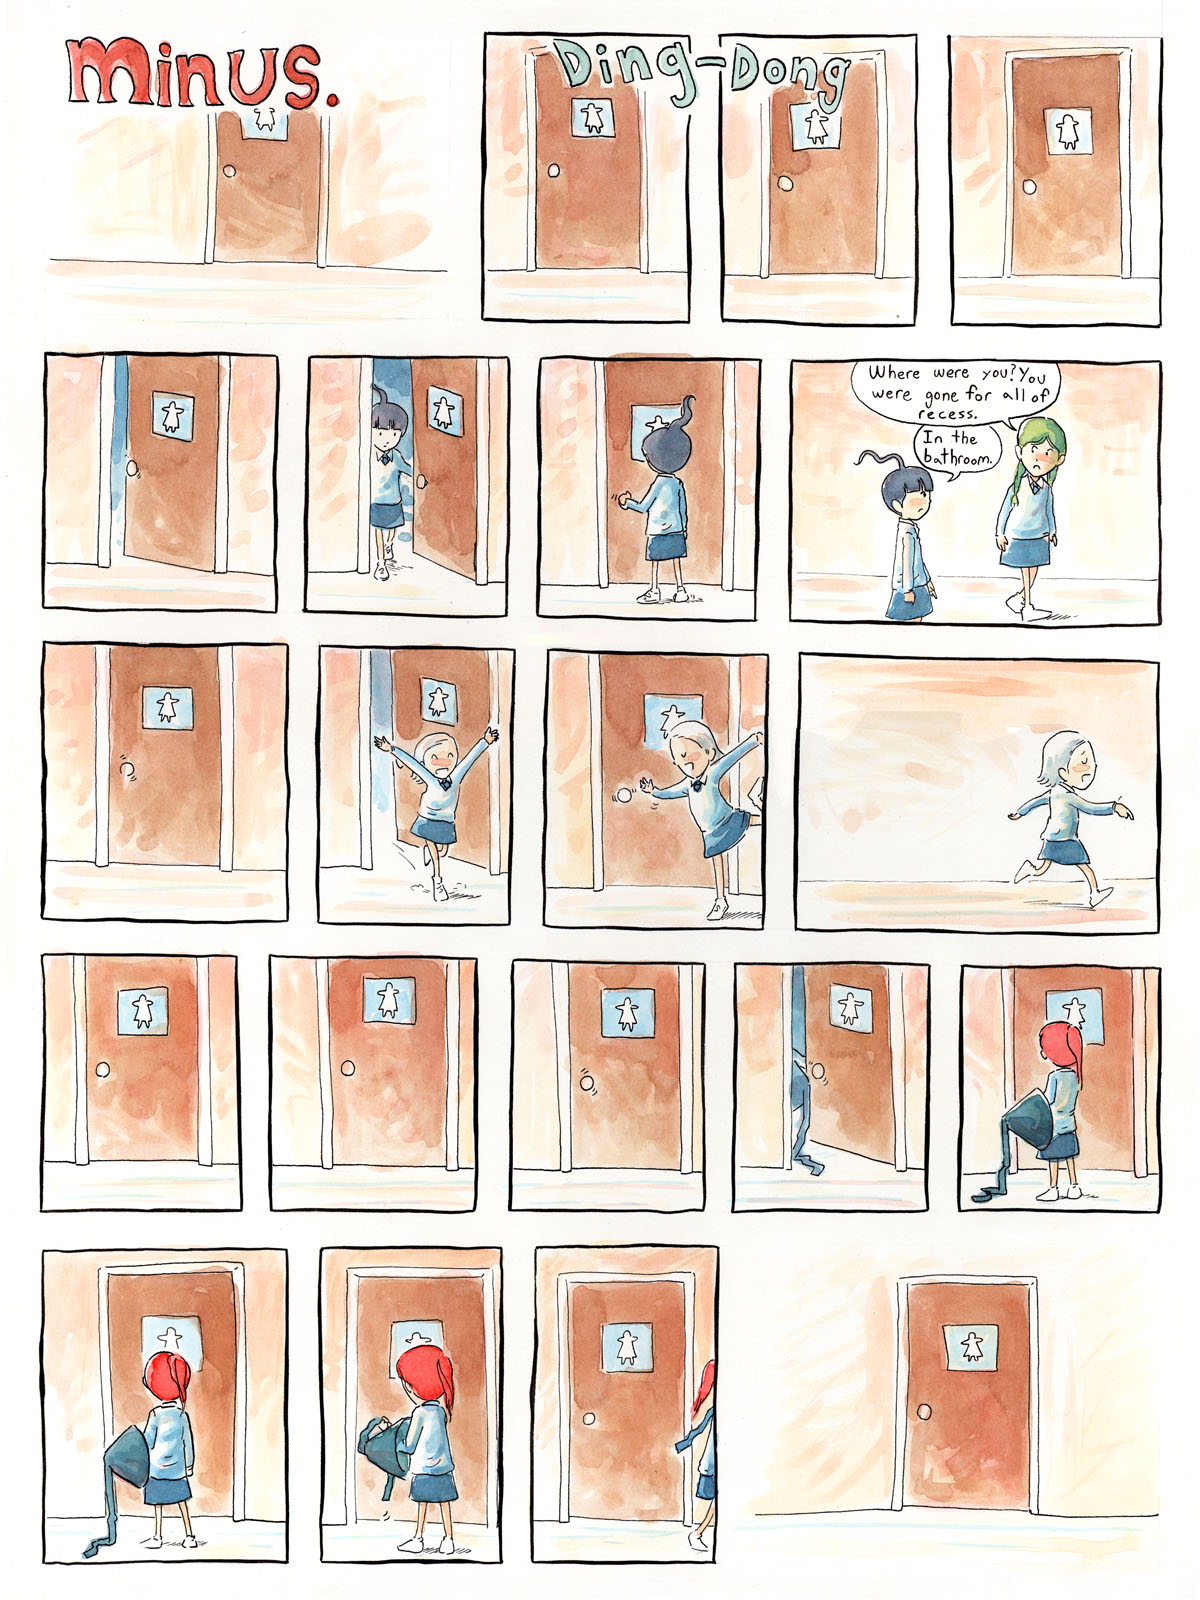 Minus.
Ding-Dong
Where were you? You
were gone for all of
recess.
In the
bathroom.